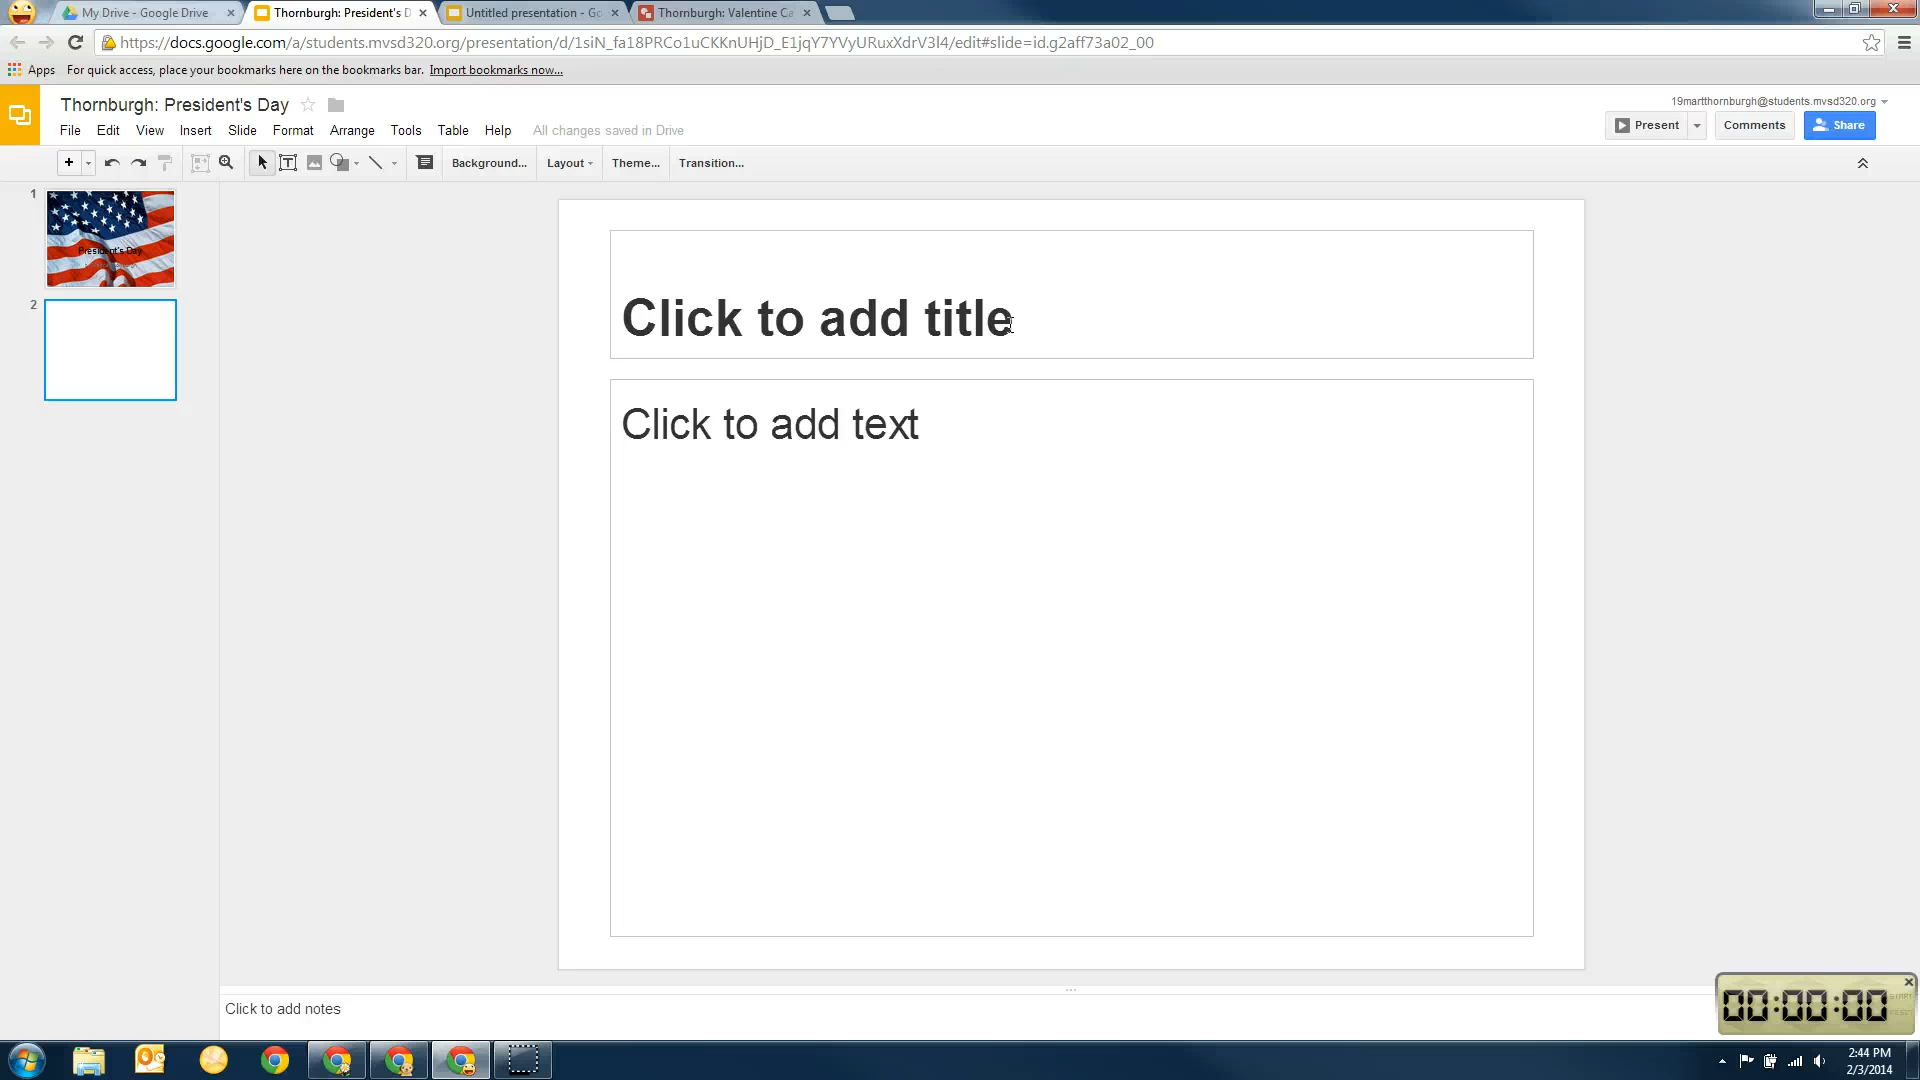 My Drive - Google Drive
Thornburgh: President's D
Untitled presentation - Go
Thornburgh: Valentine Ca
https://docs.google.com/a/students.mvsd320.org/presentation/d/1siN_fa18PRCo1uCKKnUHjD_E1jqY7YVyURuxXdrV3l4/edit#slide=id.g2aff73a02_00
Apps For quick access, place your bookmarks here on the bookmarks bar. Import bookmarks now...
Thornburgh: President's Day
19martthornburgh@students.mvsd320.org
File Edit View Insert Slide Format Arrange Tools Table Help All changes saved in Drive
Present Comments Share
Background... Layout Theme... Transition...
1
President's Day
2
Click to add title
Click to add text
Click to add notes
00:00:00
START
RESET
2:44 PM
2/3/2014